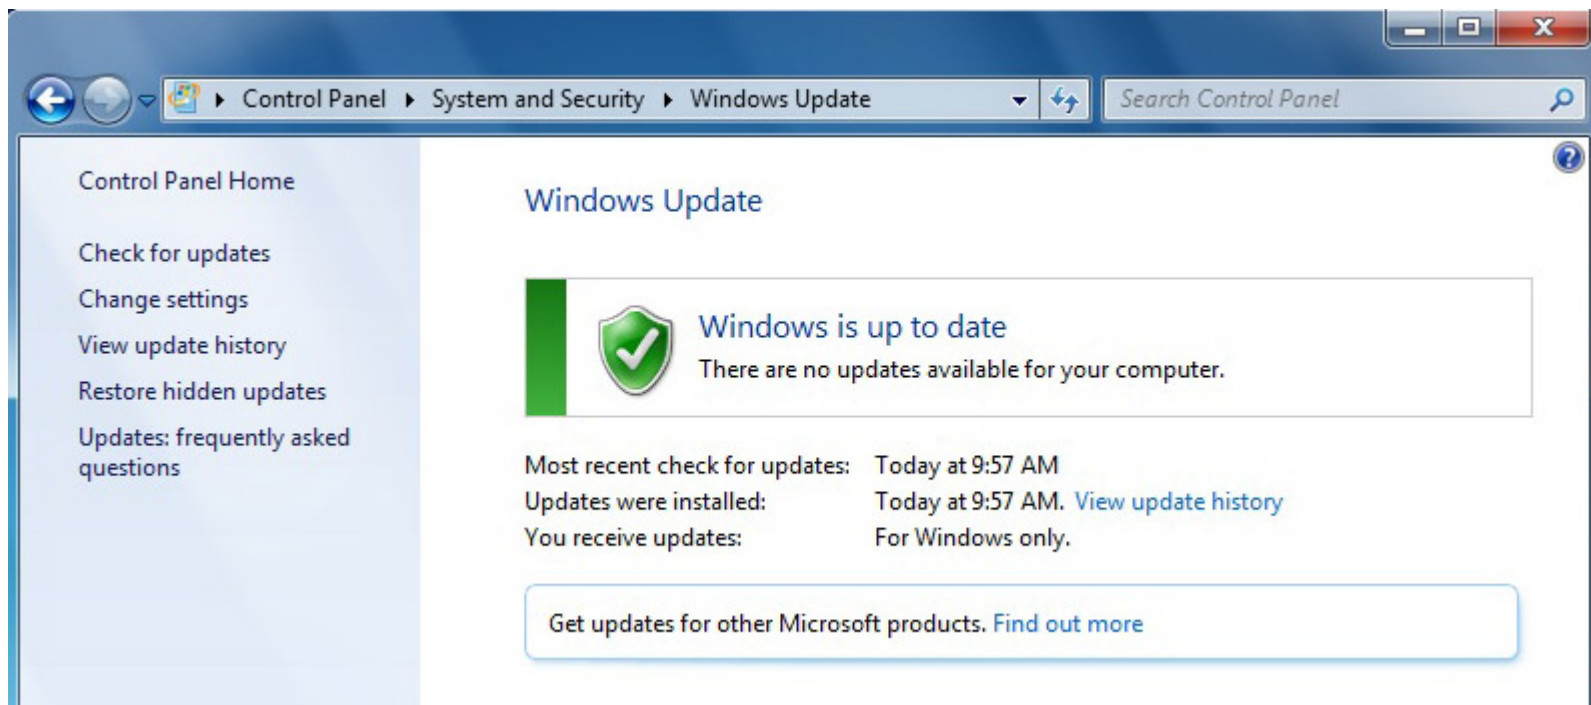 Control Panel ▸ System and Security ▸ Windows Update
Search Control Panel
Control Panel Home
Check for updates
Change settings
View update history
Restore hidden updates
Updates: frequently asked
questions
Windows Update
Windows is up to date
There are no updates available for your computer.
Most recent check for updates: Today at 9:57 AM
Updates were installed: Today at 9:57 AM. View update history
You receive updates: For Windows only.
Get updates for other Microsoft products. Find out more